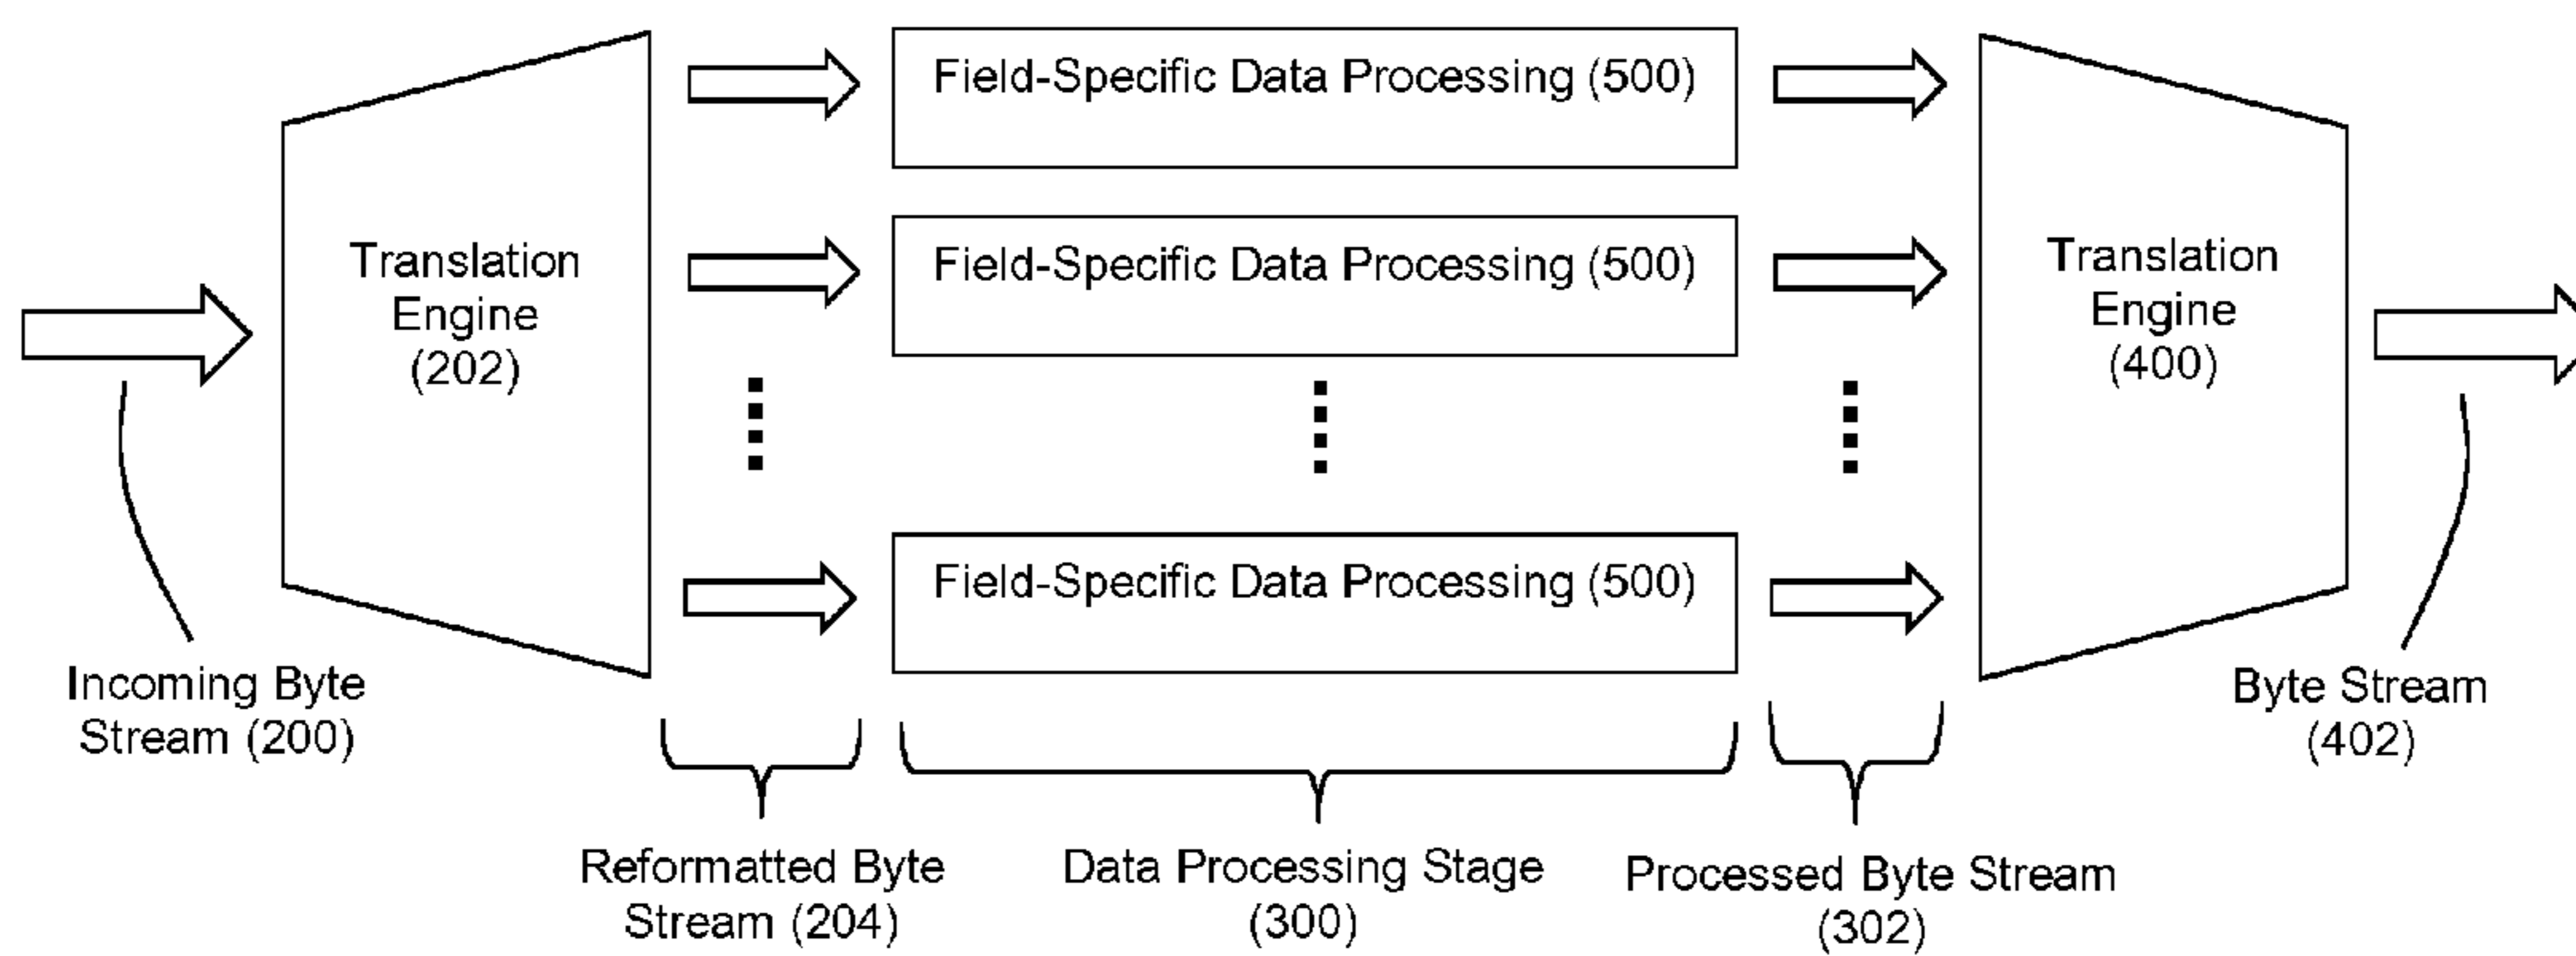 Field-Specific Data Processing (500)
Field-Specific Data Processing (500)
Field-Specific Data Processing (500)
Translation
Engine
(202)
Translation
Engine
(400)
Incoming Byte
Stream (200)
Byte Stream
(402)
Reformatted Byte
Stream (204)
Data Processing Stage
(300)
Processed Byte Stream
(302)